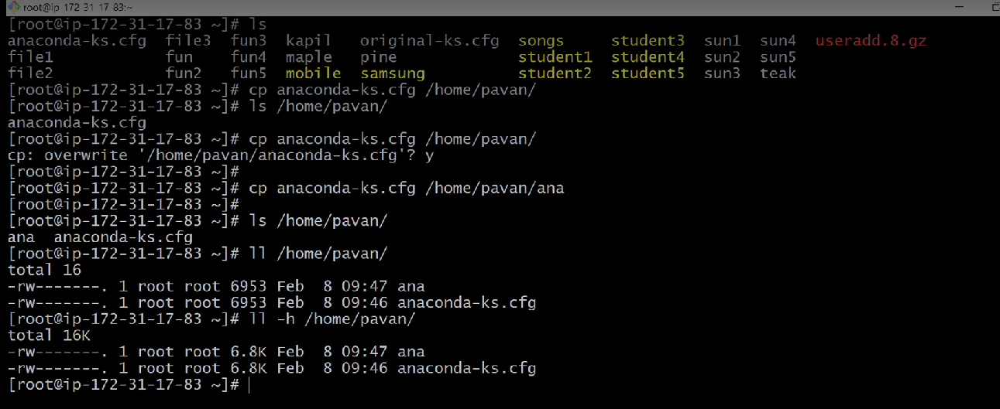 root@ip-172-31-17-83:~
[root@ip-172-31-17-83 ~]# ls
anaconda-ks.cfg  file3  fun3  kapil   original-ks.cfg  songs     student3  sun1  sun4  useradd.8.gz
file1            fun    fun4  maple   pine             student1  student4  sun2  sun5
file2            fun2   fun5  mobile  samsung          student2  student5  sun3  teak
[root@ip-172-31-17-83 ~]# cp anaconda-ks.cfg /home/pavan/
[root@ip-172-31-17-83 ~]# ls /home/pavan/
anaconda-ks.cfg
[root@ip-172-31-17-83 ~]# cp anaconda-ks.cfg /home/pavan/
cp: overwrite '/home/pavan/anaconda-ks.cfg'? y
[root@ip-172-31-17-83 ~]#
[root@ip-172-31-17-83 ~]# cp anaconda-ks.cfg /home/pavan/ana
[root@ip-172-31-17-83 ~]#
[root@ip-172-31-17-83 ~]# ls /home/pavan/
ana  anaconda-ks.cfg
[root@ip-172-31-17-83 ~]# ll /home/pavan/
total 16
-rw-------. 1 root root 6953 Feb  8 09:47 ana
-rw-------. 1 root root 6953 Feb  8 09:46 anaconda-ks.cfg
[root@ip-172-31-17-83 ~]# ll -h /home/pavan/
total 16K
-rw-------. 1 root root 6.8K Feb  8 09:47 ana
-rw-------. 1 root root 6.8K Feb  8 09:46 anaconda-ks.cfg
[root@ip-172-31-17-83 ~]#